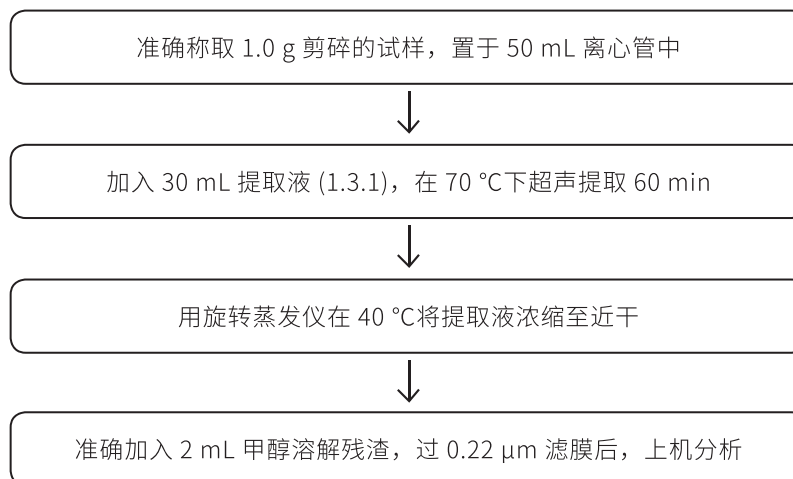 准确称取 1.0 g 剪碎的试样，置于 50 mL 离心管中
加入 30 mL 提取液 (1.3.1)，在 70 °C下超声提取 60 min
用旋转蒸发仪在 40 °C将提取液浓缩至近干
准确加入 2 mL 甲醇溶解残渣，过 0.22 μm 滤膜后，上机分析